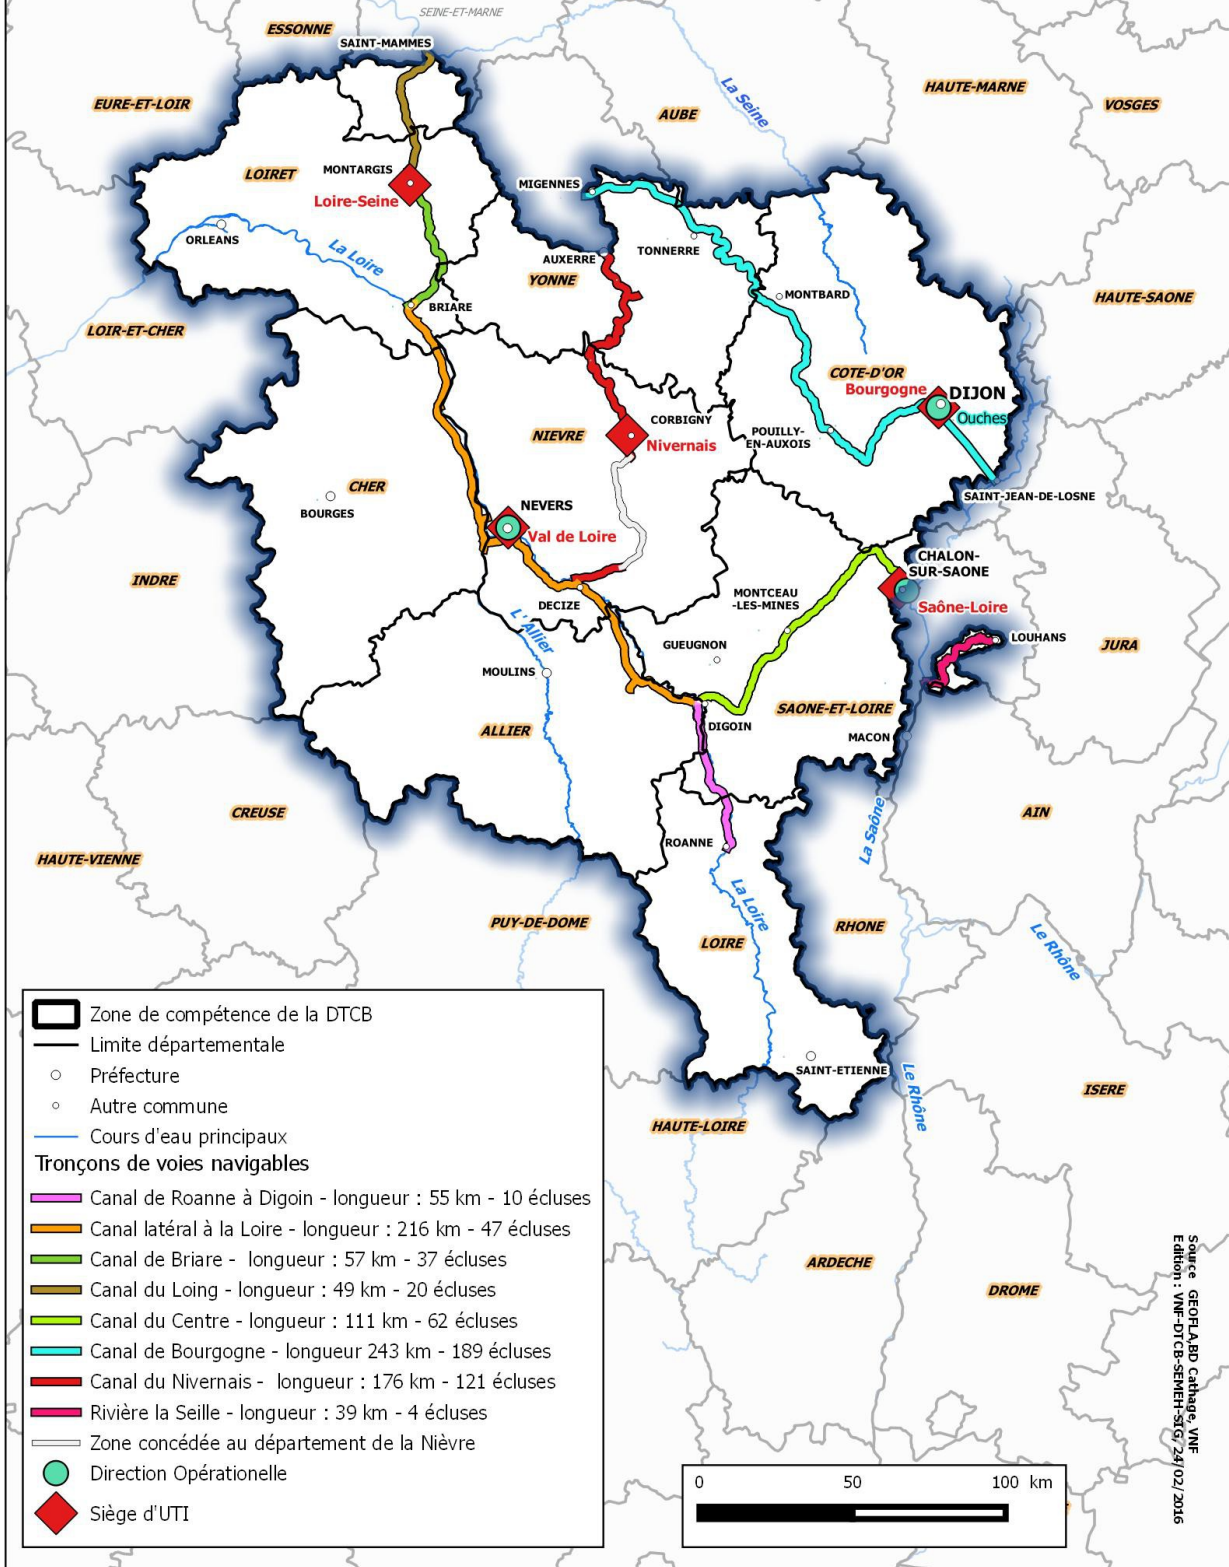 SEINE-ET-MARNE
ESSONNE
SAINT-MAMMES
EURE-ET-LOIR
AUBE
La Seine
HAUTE-MARNE
VOSGES
LOIRET
MONTARGIS
Loire-Seine
MIGENNES
ORLEANS
La Loire
AUXERRE
YONNE
TONNERRE
MONTBARD
HAUTE-SAONE
BRIARE
LOIR-ET-CHER
COTE-D'OR
Bourgogne
DIJON
Ouches
NIEVRE
CORBIGNY
Nivernais
POUILLY-
EN-AUXOIS
CHER
BOURGES
NEVERS
Val de Loire
SAINT-JEAN-DE-LOSNE
INDRE
CHALON-
SUR-SAONE
Saône-Loire
DECIZE
MONTCEAU
-LES-MINES
L'Allier
GUEUGNON
LOUHANS
JURA
MOULINS
ALLIER
DIGOIN
SAONE-ET-LOIRE
MACON
CREUSE
AIN
La Saône
HAUTE-VIENNE
ROANNE
La Loire
PUY-DE-DOME
LOIRE
RHONE
Le Rhône
SAINT-ETIENNE
Le Rhône
ISERE
HAUTE-LOIRE
ARDECHE
DROME
Zone de compétence de la DTCB
Limite départementale
Préfecture
Autre commune
Cours d'eau principaux
Tronçons de voies navigables
Canal de Roanne à Digoin - longueur : 55 km - 10 écluses
Canal latéral à la Loire - longueur : 216 km - 47 écluses
Canal de Briare - longueur : 57 km - 37 écluses
Canal du Loing - longueur : 49 km - 20 écluses
Canal du Centre - longueur : 111 km - 62 écluses
Canal de Bourgogne - longueur 243 km - 189 écluses
Canal du Nivernais - longueur : 176 km - 121 écluses
Rivière la Seille - longueur : 39 km - 4 écluses
Zone concédée au département de la Nièvre
Direction Opérationelle
Siège d'UTI
0 50 100 km
Source GEOFLA,BD Cathage, VNF
Edition : VNF-DTCB-SEMEH-SIG, 24/02/2016